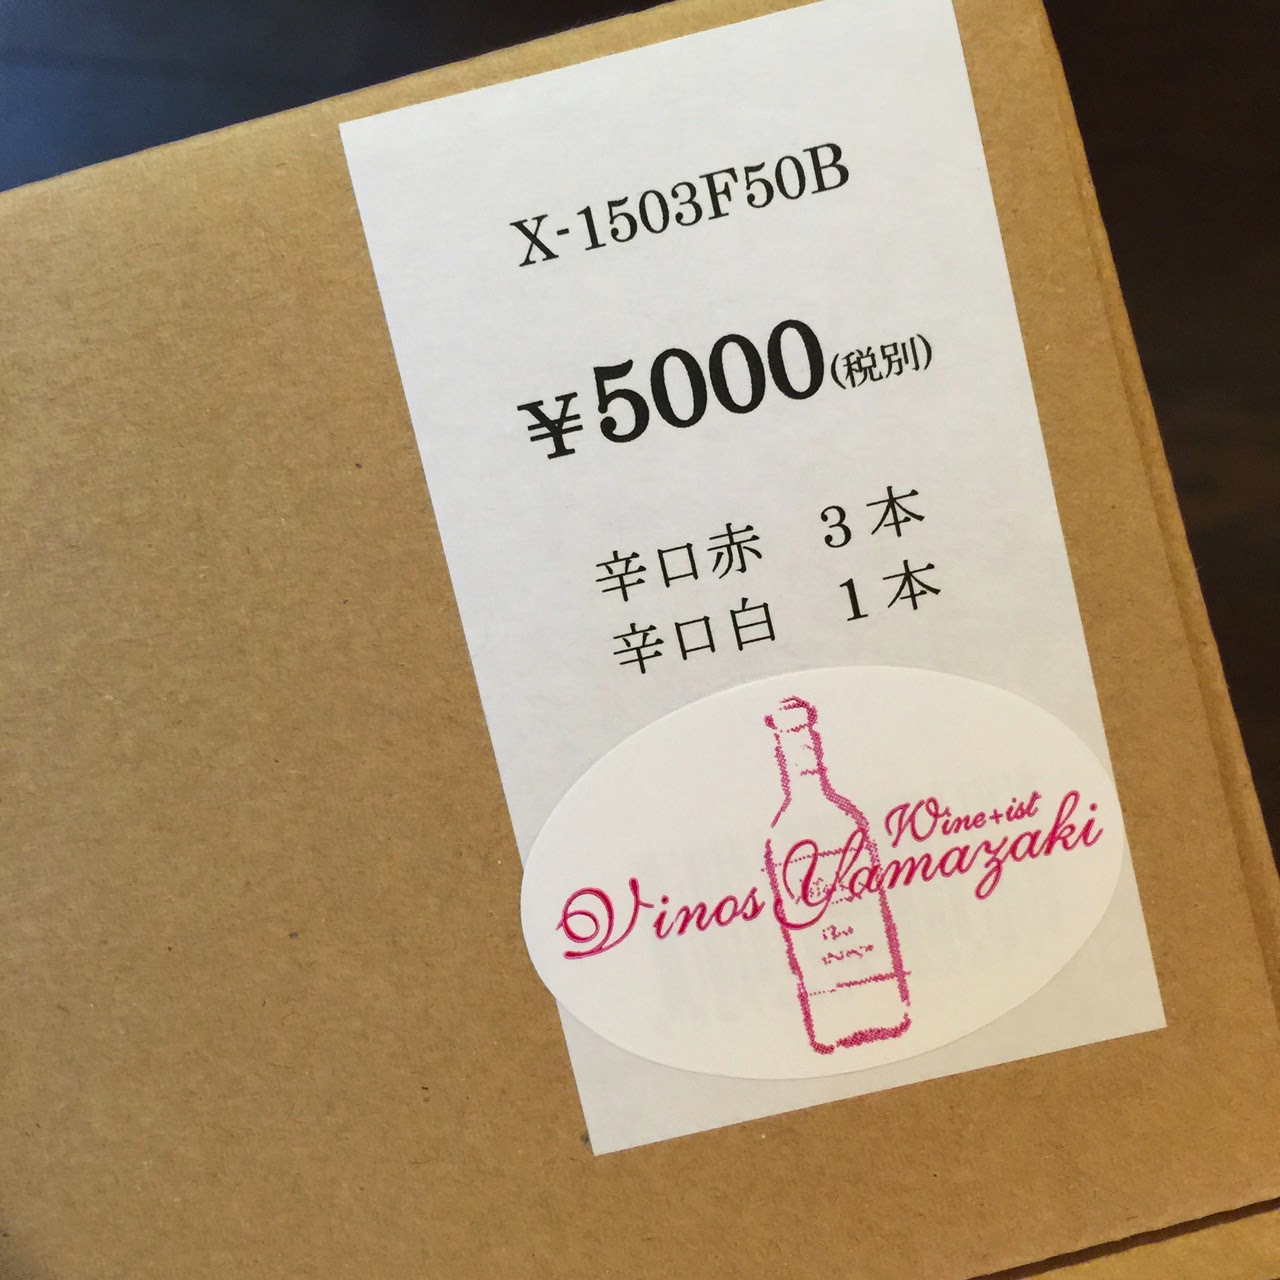 X-1503F50B
¥5000(税別)
辛口赤　3本
辛口白　1本
Wine+ist
Vinos Yamazaki